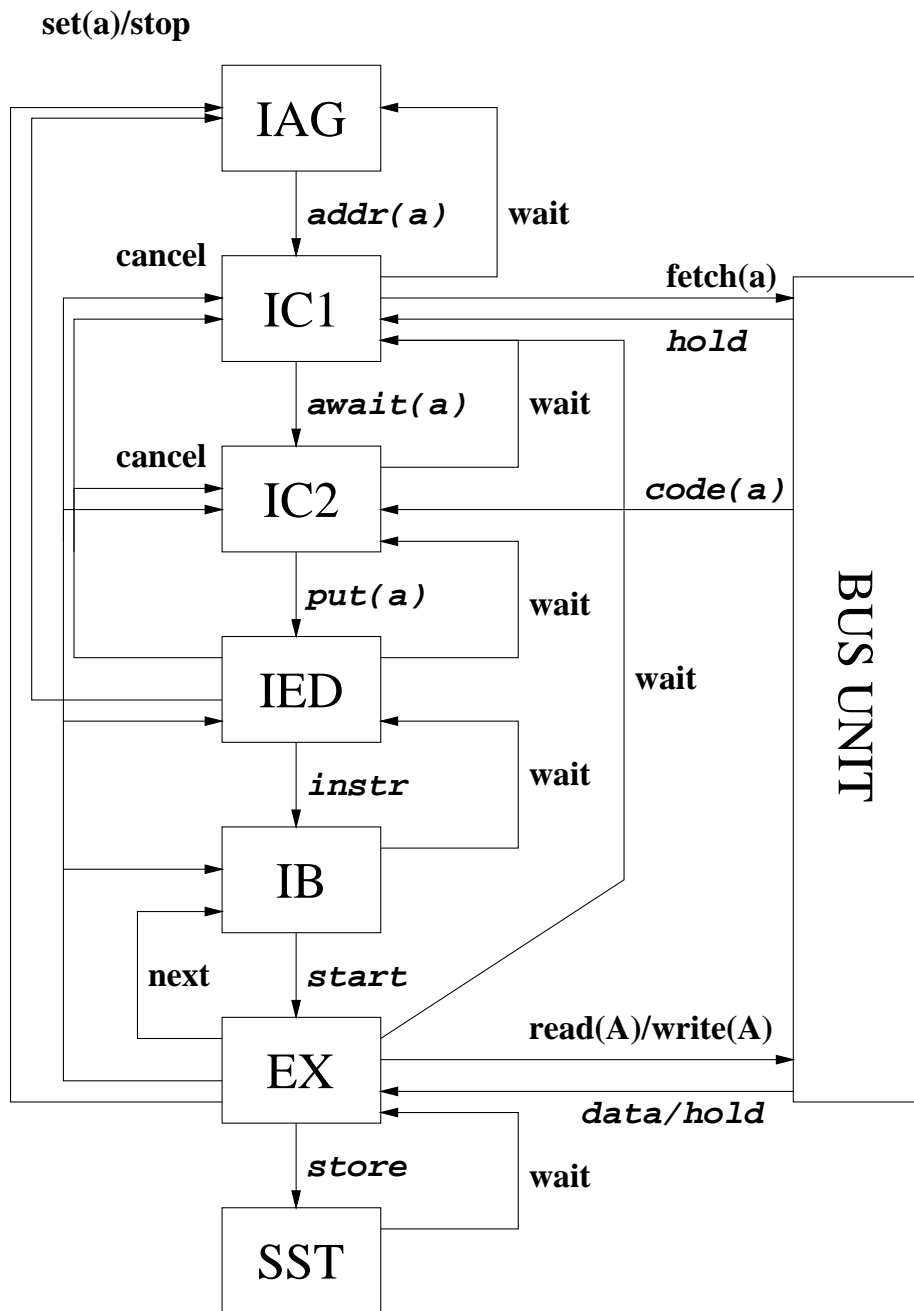 set(a)/stop
IAG
addr(a)
wait
cancel
fetch(a)
IC1
hold
await(a)
wait
cancel
code(a)
IC2
put(a)
wait
BUS UNIT
IED
wait
instr
wait
IB
next
start
read(A)/write(A)
EX
data/hold
store
wait
SST